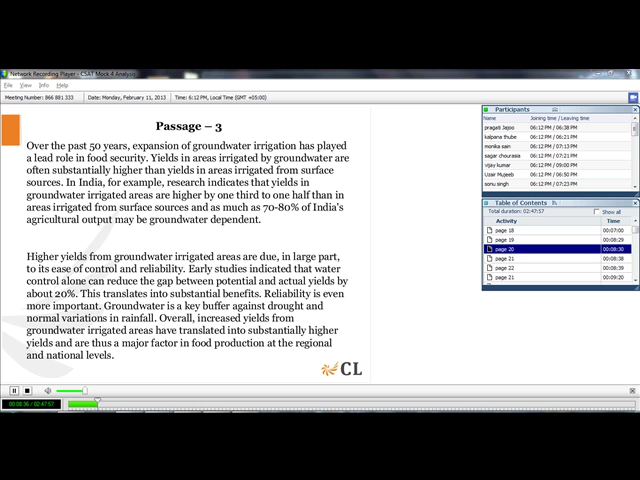 Network Recording Player - CSAT Mock 4 Analysis
File View Info Help
Meeting Number: 866 881 333 Date: Monday, February 11, 2013 Time: 6:12 PM, Local Time (GMT +05:00)
Passage – 3
Over the past 50 years, expansion of groundwater irrigation has played
a lead role in food security. Yields in areas irrigated by groundwater are
often substantially higher than yields in areas irrigated from surface
sources. In India, for example, research indicates that yields in
groundwater irrigated areas are higher by one third to one half than in
areas irrigated from surface sources and as much as 70-80% of India's
agricultural output may be groundwater dependent.
Higher yields from groundwater irrigated areas are due, in large part,
to its ease of control and reliability. Early studies indicated that water
control alone can reduce the gap between potential and actual yields by
about 20%. This translates into substantial benefits. Reliability is even
more important. Groundwater is a key buffer against drought and
normal variations in rainfall. Overall, increased yields from
groundwater irrigated areas have translated into substantially higher
yields and are thus a major factor in food production at the regional
and national levels.
CL
Participants
Name Joining time / Leaving time
pragati Jajoo 06:12 PM / 06:38 PM
kalpana thube 06:12 PM / 06:42 PM
monika sain 06:12 PM / 07:13 PM
sagar chourasia 06:12 PM / 07:21 PM
vijay kumar 06:12 PM / 09:00 PM
Uzair Mujeeb 06:12 PM / 06:50 PM
sonu singh 06:12 PM / 07:23 PM
Table of Contents
Total duration: 02:47:57 Show all
Activity Time
page 18 00:07:00
page 19 00:08:29
page 20 00:08:30
page 21 00:08:38
page 22 00:08:39
page 21 00:09:20
00:08:36 / 02:47:57